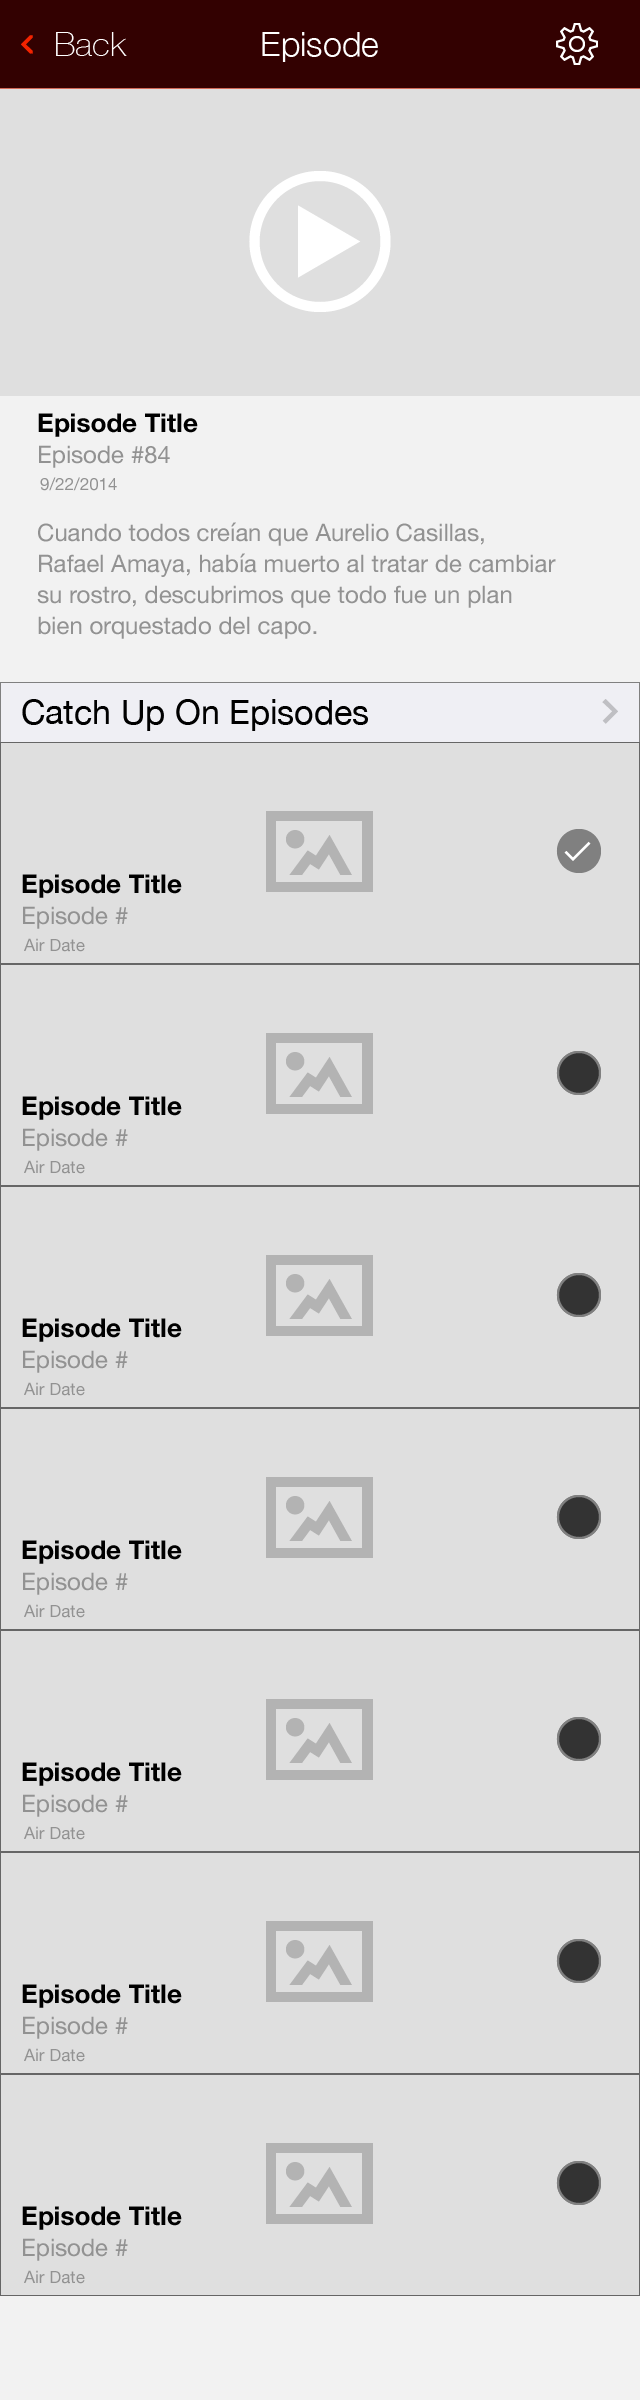 Back
Episode
Episode Title
Episode #84
9/22/2014
Cuando todos creían que Aurelio Casillas,
Rafael Amaya, había muerto al tratar de cambiar
su rostro, descubrimos que todo fue un plan
bien orquestado del capo.
Catch Up On Episodes
Episode Title
Episode #
Air Date
Episode Title
Episode #
Air Date
Episode Title
Episode #
Air Date
Episode Title
Episode #
Air Date
Episode Title
Episode #
Air Date
Episode Title
Episode #
Air Date
Episode Title
Episode #
Air Date